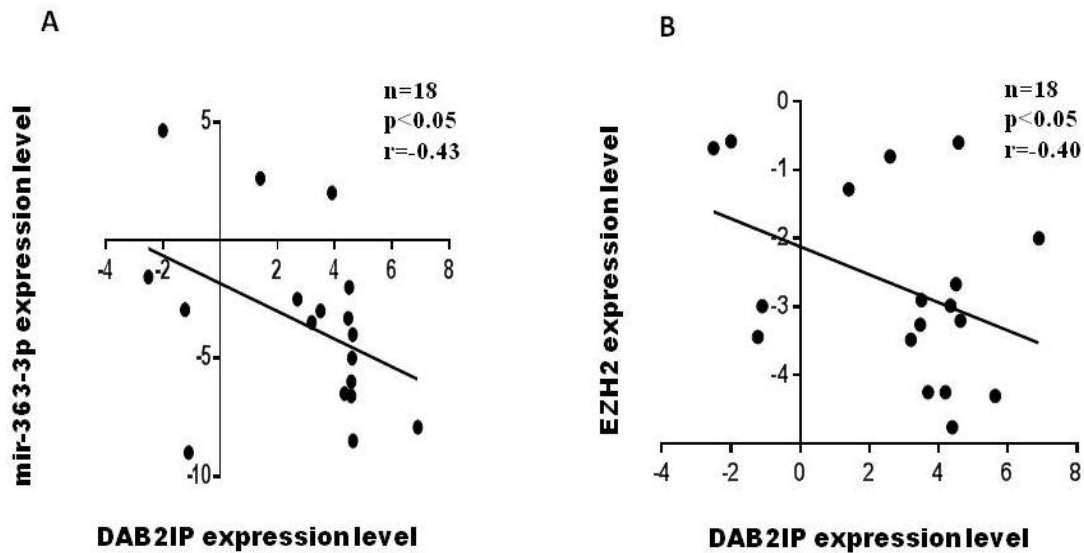 A
n=18
p<0.05
r=-0.43
5
-4
-2
2
4
6
8
-5
-10
mir-363-3p expression level
DAB2IP expression level
B
n=18
p<0.05
r=-0.40
0
-1
-2
-3
-4
-4
-2
0
2
4
6
8
EZH2 expression level
DAB2IP expression level